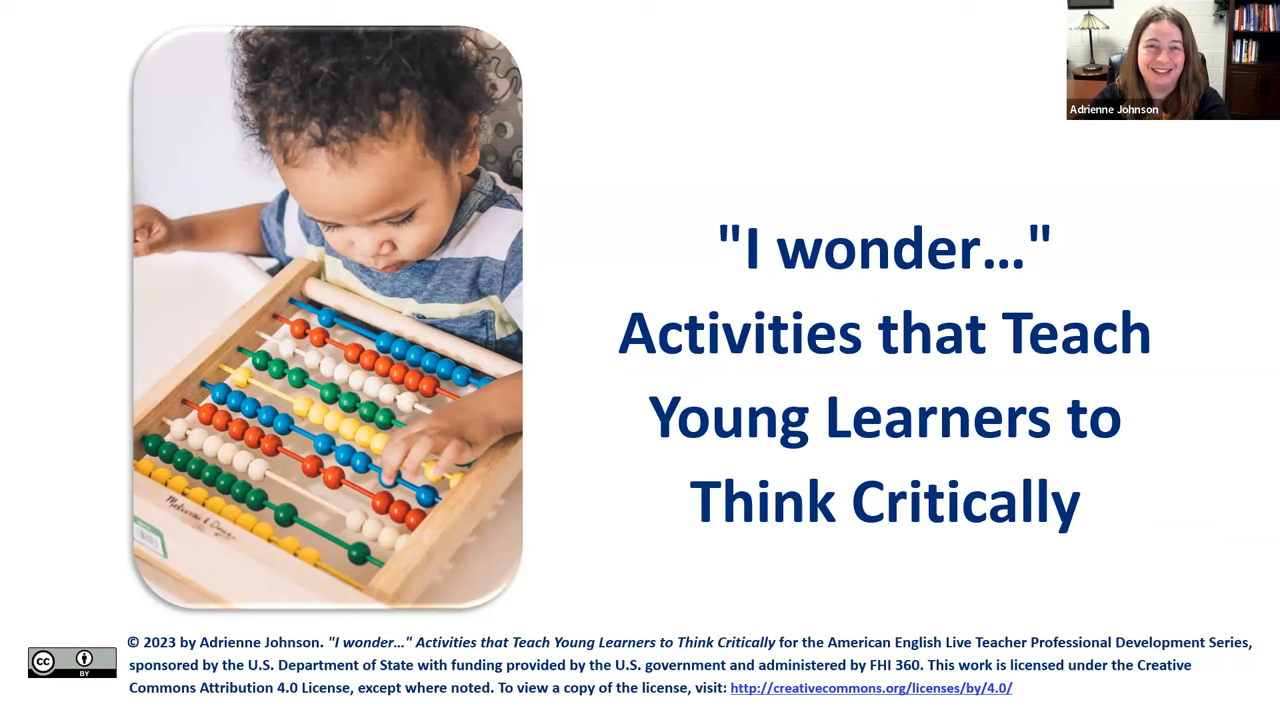 Adrienne Johnson
"I wonder…"
Activities that Teach
Young Learners to
Think Critically
Melissa & Doug
© 2023 by Adrienne Johnson. "I wonder…" Activities that Teach Young Learners to Think Critically for the American English Live Teacher Professional Development Series,
sponsored by the U.S. Department of State with funding provided by the U.S. government and administered by FHI 360. This work is licensed under the Creative
Commons Attribution 4.0 License, except where noted. To view a copy of the license, visit: http://creativecommons.org/licenses/by/4.0/
cc
BY